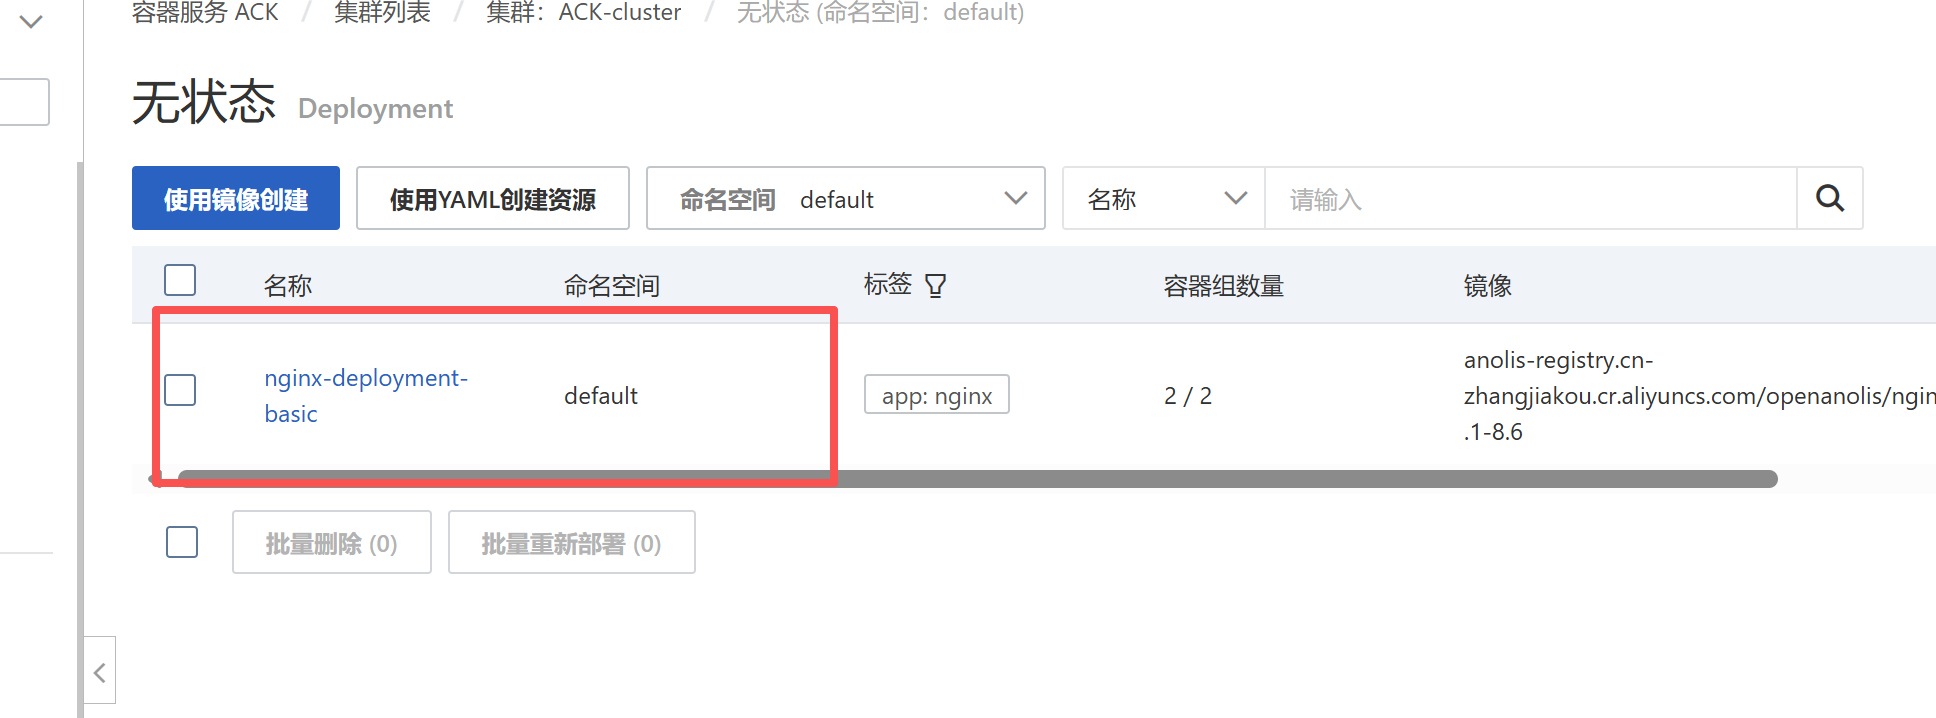 容器服务 ACK / 集群列表 / 集群：ACK-cluster / 无状态 (命名空间：default)
无状态 Deployment
使用镜像创建 使用YAML创建资源 命名空间 default 名称 请输入
名称 命名空间 标签 容器组数量 镜像
nginx-deployment-
basic
default
app: nginx
2 / 2
anolis-registry.cn-
zhangjiakou.cr.aliyuncs.com/openanolis/ngin
.1-8.6
批量删除 (0) 批量重新部署 (0)